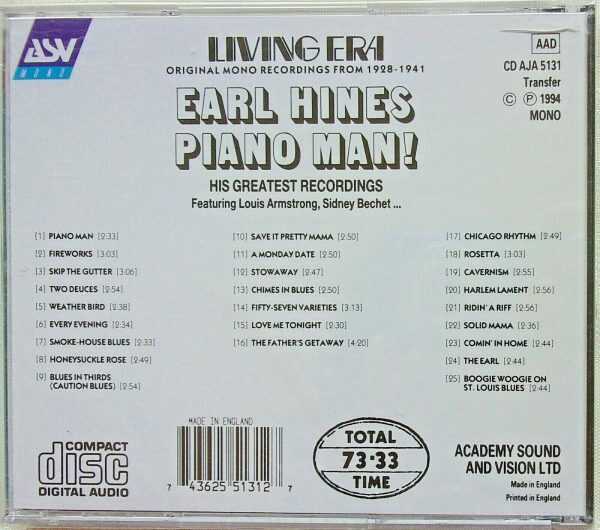 ASV
MONO
LIVING ERA
ORIGINAL MONO RECORDINGS FROM 1928-1941
AAD
CD AJA 5131
Transfer
© ℗ 1994
MONO
EARL HINES
PIANO MAN!
HIS GREATEST RECORDINGS
Featuring Louis Armstrong, Sidney Bechet ...
[1] PIANO MAN [2:33]
[2] FIREWORKS [3:03]
[3] SKIP THE GUTTER [3:06]
[4] TWO DEUCES [2:54]
[5] WEATHER BIRD [2:38]
[6] EVERY EVENING [2:34]
[7] SMOKE-HOUSE BLUES [2:33]
[8] HONEYSUCKLE ROSE [2:49]
[9] BLUES IN THIRDS
(CAUTION BLUES) [2:54]
[10] SAVE IT PRETTY MAMA [2:50]
[11] A MONDAY DATE [2:50]
[12] STOWAWAY [2:47]
[13] CHIMES IN BLUES [2:50]
[14] FIFTY-SEVEN VARIETIES [3:13]
[15] LOVE ME TONIGHT [2:30]
[16] THE FATHER'S GETAWAY [4:20]
[17] CHICAGO RHYTHM [2:49]
[18] ROSETTA [3:03]
[19] CAVERNISM [2:55]
[20] HARLEM LAMENT [2:56]
[21] RIDIN' A RIFF [2:56]
[22] SOLID MAMA [2:36]
[23] COMIN' IN HOME [2:44]
[24] THE EARL [2:44]
[25] BOOGIE WOOGIE ON
ST. LOUIS BLUES [2:44]
COMPACT
disc
DIGITAL AUDIO
MADE IN ENGLAND
7 43625 51312 7
TOTAL
73·33
TIME
ACADEMY SOUND
AND VISION LTD
Made in England
Printed in England